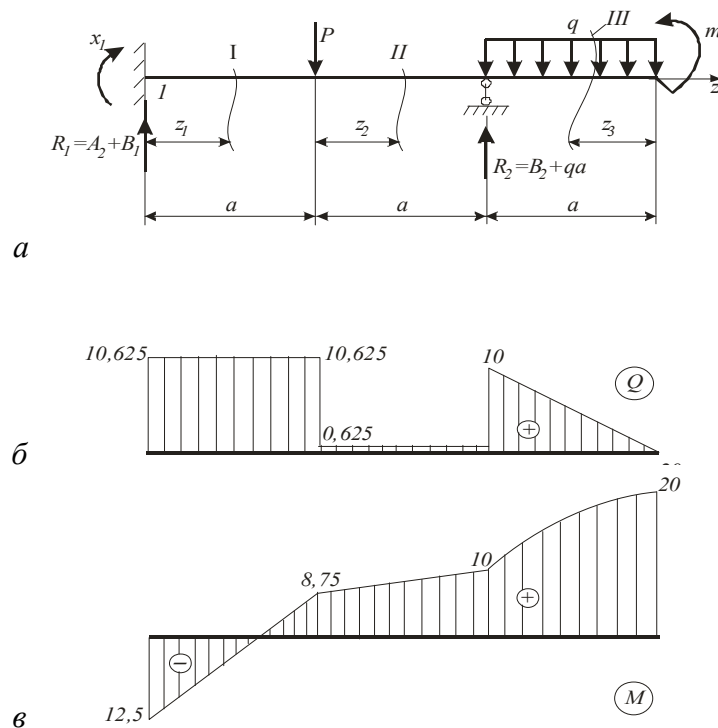 x₁ I P II q III m
1 z
z₁ z₂ z₃
R₁=A₂+B₁ R₂=B₂+qa
a a a
а
10,625 10,625 10 Q
0,625 +
б
20
8,75 10 +
−
12,5 M
в